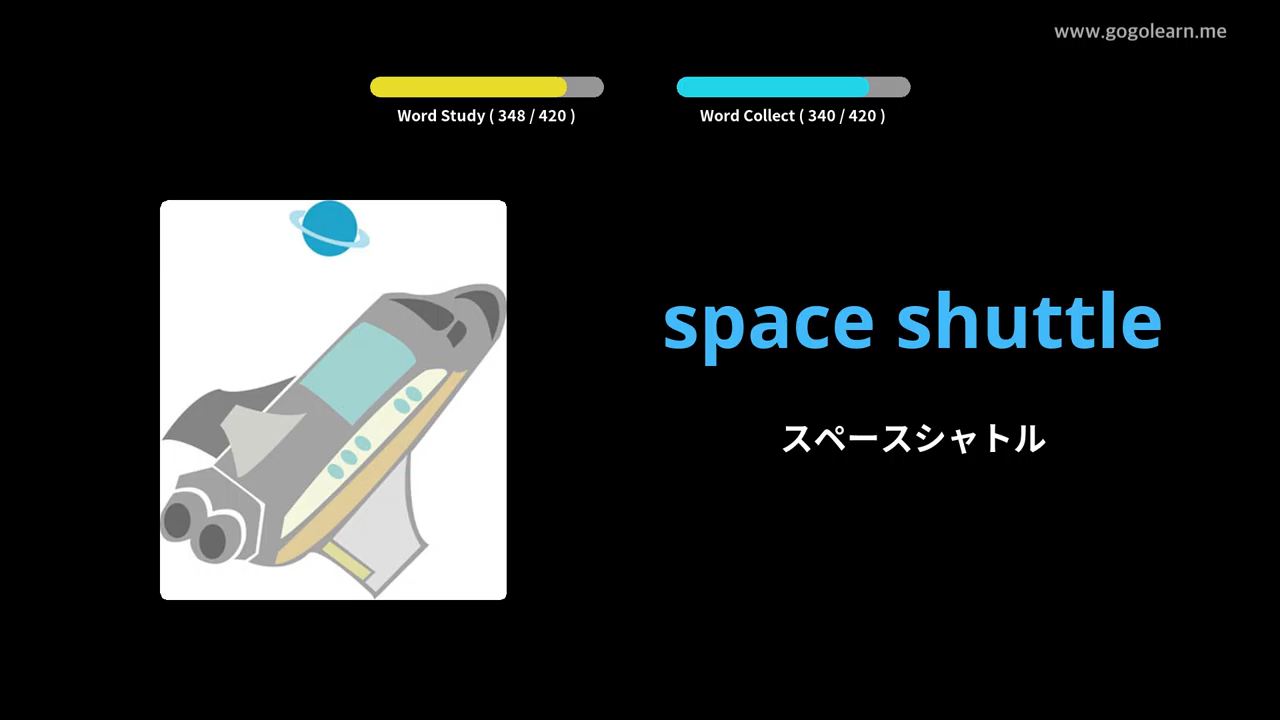 www.gogolearn.me
Word Study ( 348 / 420 )
Word Collect ( 340 / 420 )
space shuttle
スペースシャトル